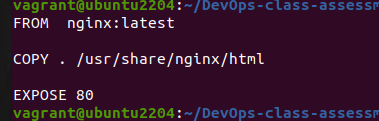 vagrant@ubuntu2204:~/DevOps-class-assessm
FROM  nginx:latest
COPY . /usr/share/nginx/html
EXPOSE 80
vagrant@ubuntu2204:~/DevOps-class-assessm